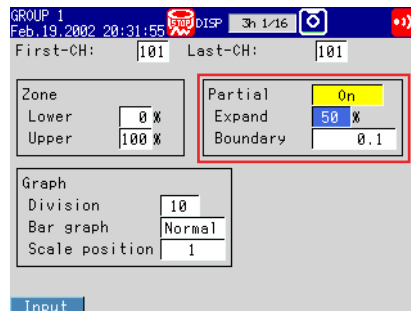 GROUP 1
Feb.19.2002 20:31:55 STOP DISP 3h 1/16
First-CH: 101 Last-CH: 101
Zone
Lower 0 %
Upper 100 %
Partial On
Expand 50 %
Boundary 0.1
Graph
Division 10
Bar graph Normal
Scale position 1
Input